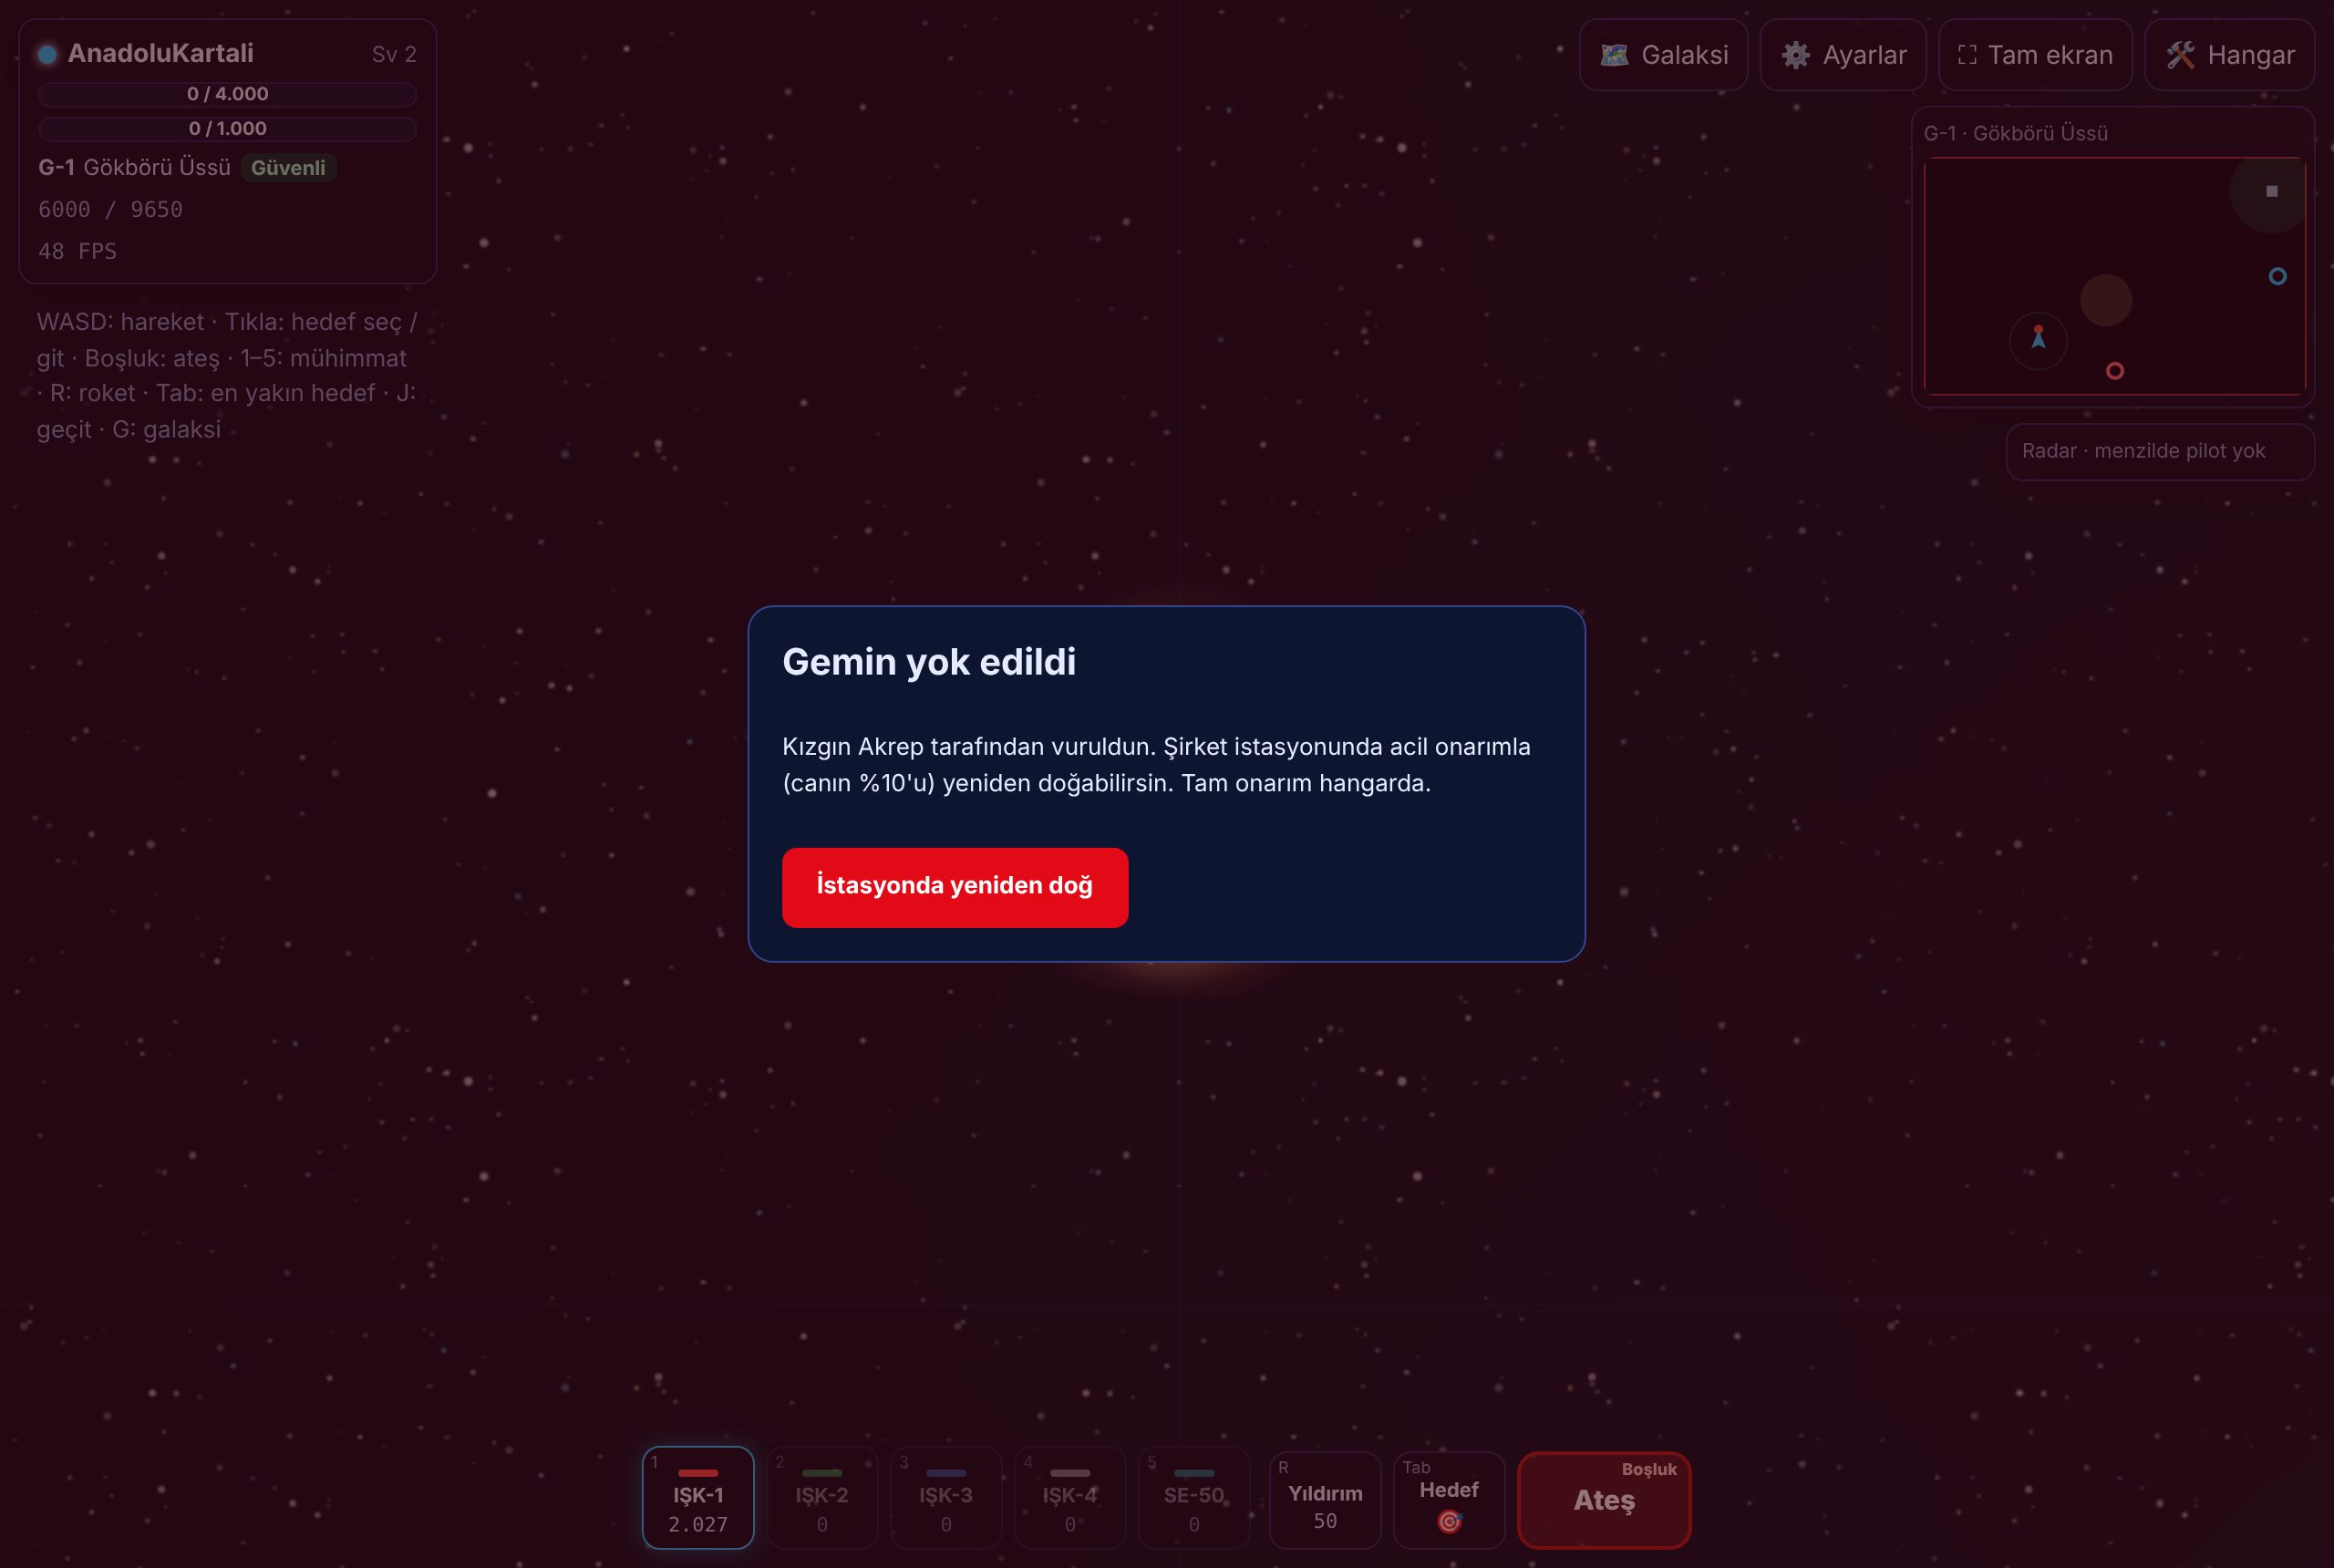 AnadoluKartali Sv 2
0 / 4.000
0 / 1.000
G-1 Gökbörü Üssü Güvenli
6000 / 9650
48 FPS
WASD: hareket · Tıkla: hedef seç /
git · Boşluk: ateş · 1–5: mühimmat
· R: roket · Tab: en yakın hedef · J:
geçit · G: galaksi
Galaksi
Ayarlar
Tam ekran
Hangar
G-1 · Gökbörü Üssü
Radar · menzilde pilot yok
Gemin yok edildi
Kızgın Akrep tarafından vuruldun. Şirket istasyonunda acil onarımla
(canın %10'u) yeniden doğabilirsin. Tam onarım hangarda.
İstasyonda yeniden doğ
1
IŞK-1
2.027
2
IŞK-2
0
3
IŞK-3
0
4
IŞK-4
0
5
SE-50
0
R
Yıldırım
50
Tab
Hedef
Boşluk
Ateş